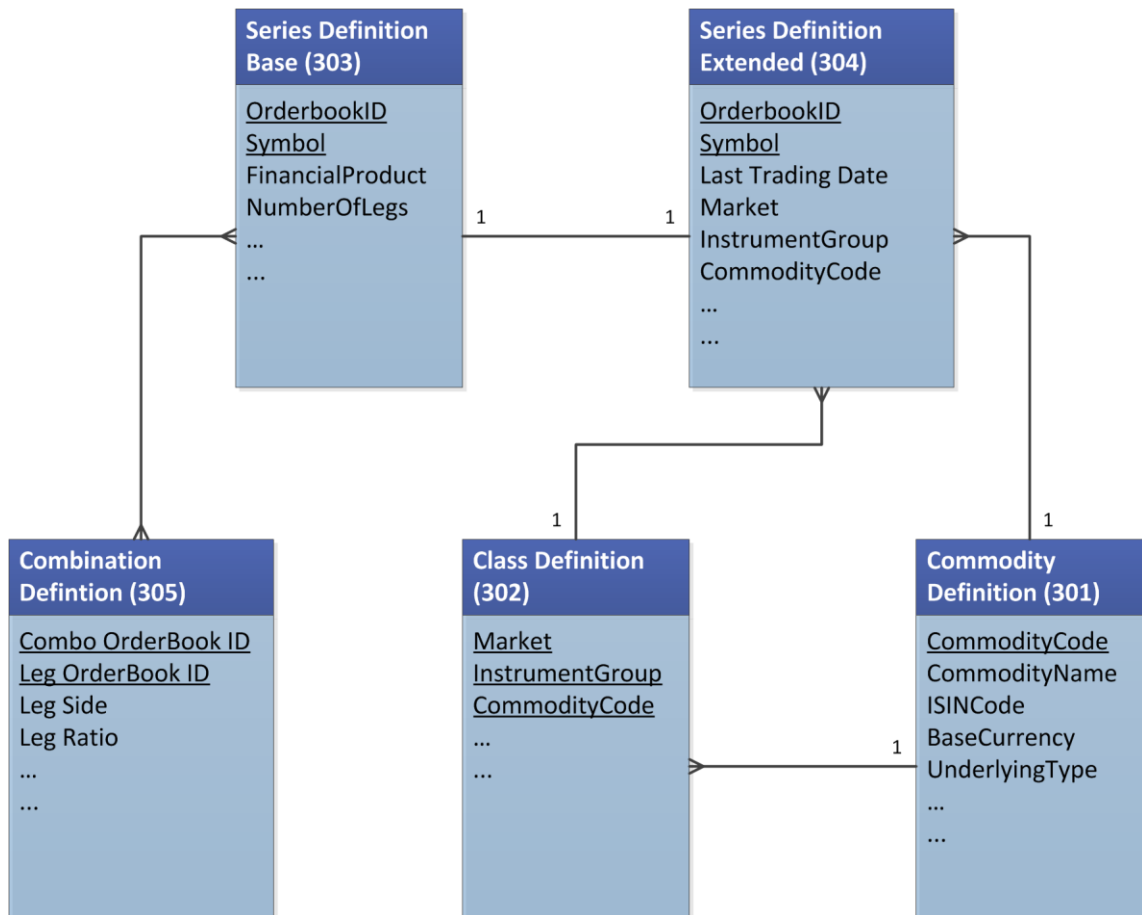 Series Definition
Base (303)
OrderbookID
Symbol
FinancialProduct
NumberOfLegs
...
...
Series Definition
Extended (304)
OrderbookID
Symbol
Last Trading Date
Market
InstrumentGroup
CommodityCode
...
...
1
1
1
1
Combination
Defintion (305)
Combo OrderBook ID
Leg OrderBook ID
Leg Side
Leg Ratio
...
...
Class Definition
(302)
Market
InstrumentGroup
CommodityCode
...
...
1
Commodity
Definition (301)
CommodityCode
CommodityName
ISINCode
BaseCurrency
UnderlyingType
...
...